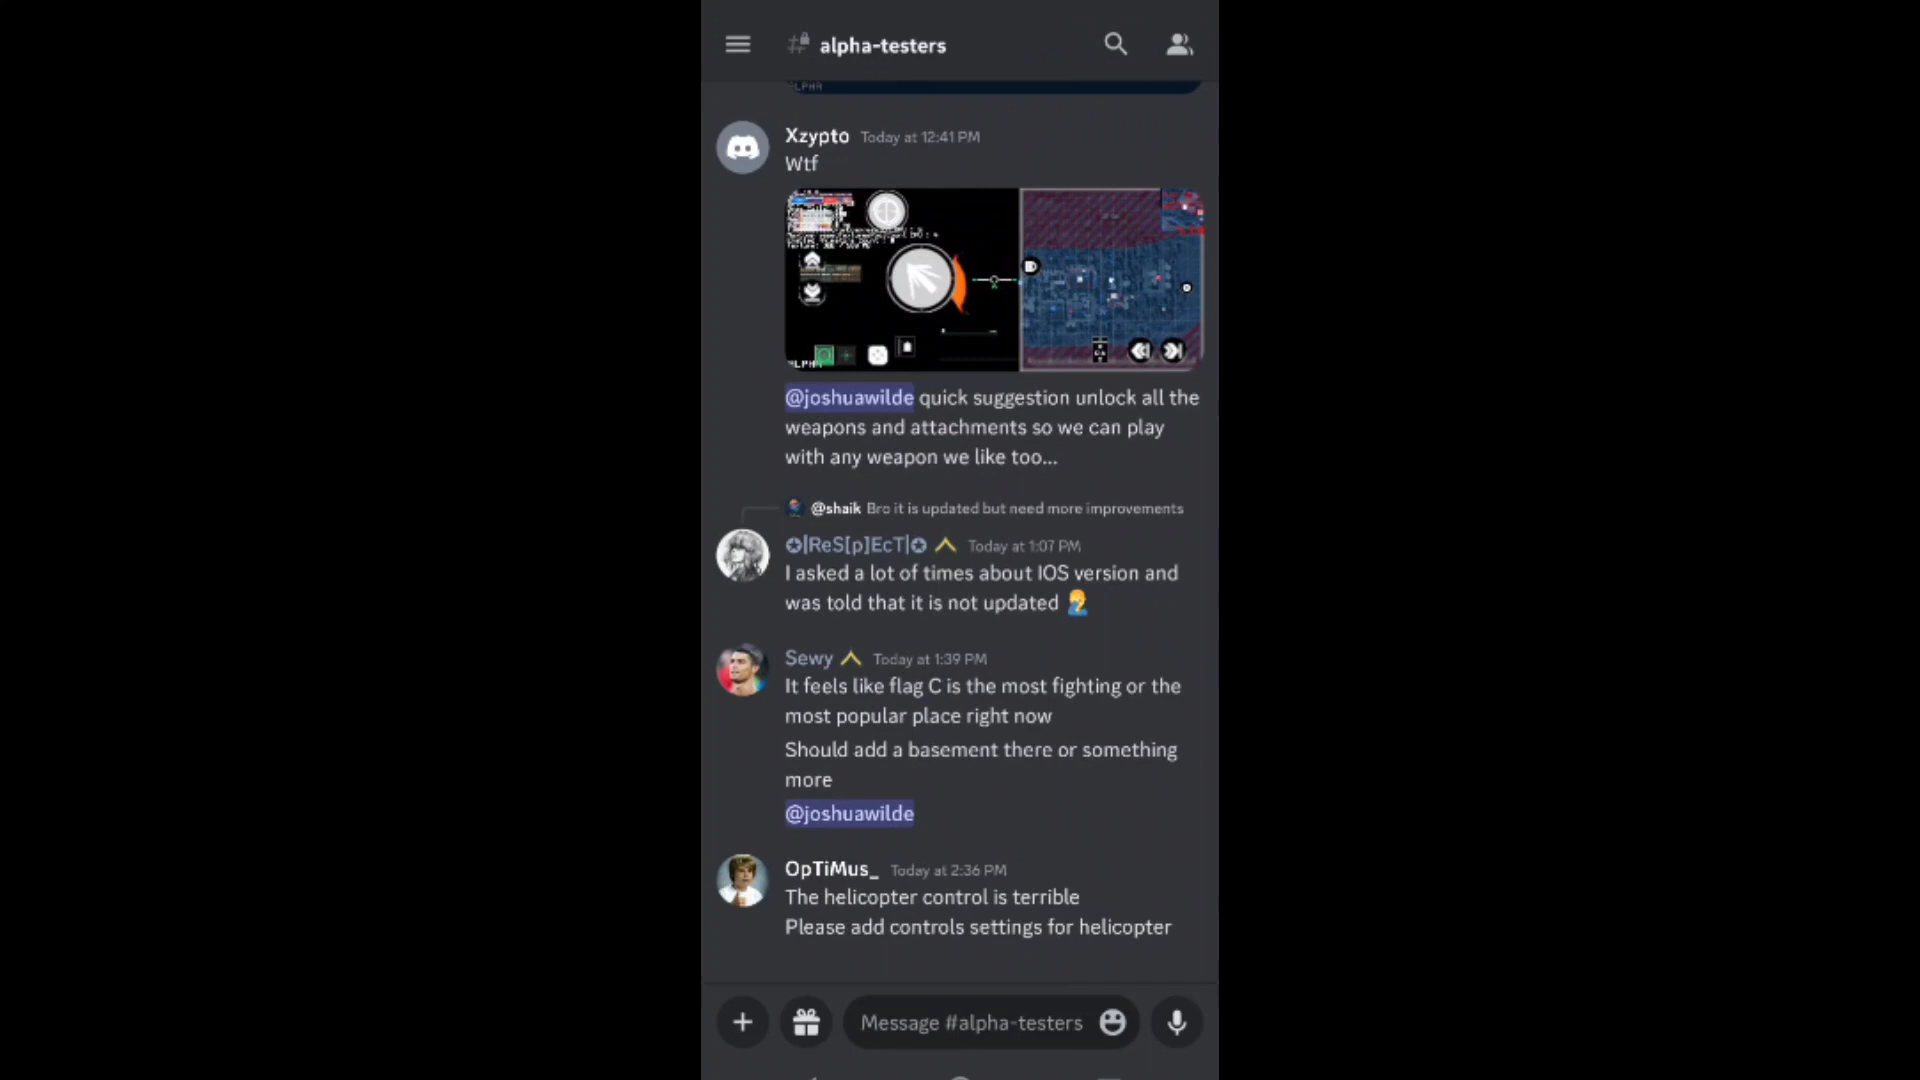 alpha-testers
ALPHA
Xzypto Today at 12:41 PM
Wtf
@joshuawilde quick suggestion unlock all the
weapons and attachments so we can play
with any weapon we like too...
@shaik Bro it is updated but need more improvements
✪|ReS[p]EcT|✪ Today at 1:07 PM
I asked a lot of times about IOS version and
was told that it is not updated 🤦
Sewy Today at 1:39 PM
It feels like flag C is the most fighting or the
most popular place right now
Should add a basement there or something
more
@joshuawilde
OpTiMus_ Today at 2:36 PM
The helicopter control is terrible
Please add controls settings for helicopter
Message #alpha-testers